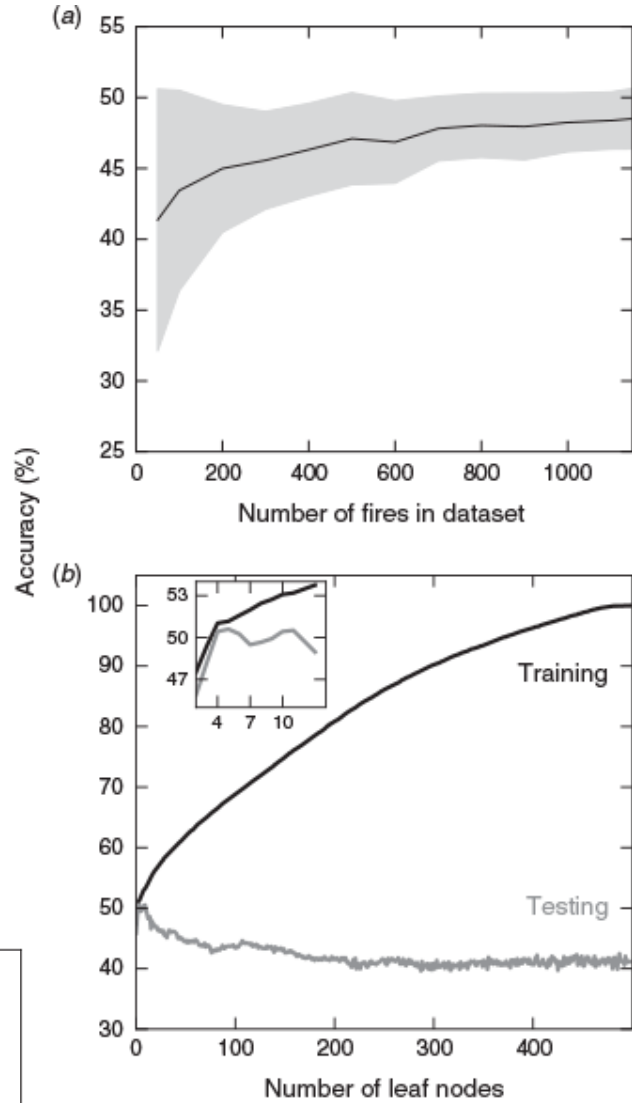 (a)
55
50
45
40
35
30
25
0 200 400 600 800 1000
Number of fires in dataset
Accuracy (%)
(b)
100
90
80
70
60
50
40
30
53
50
47
4 7 10
Training
Testing
0 100 200 300 400
Number of leaf nodes